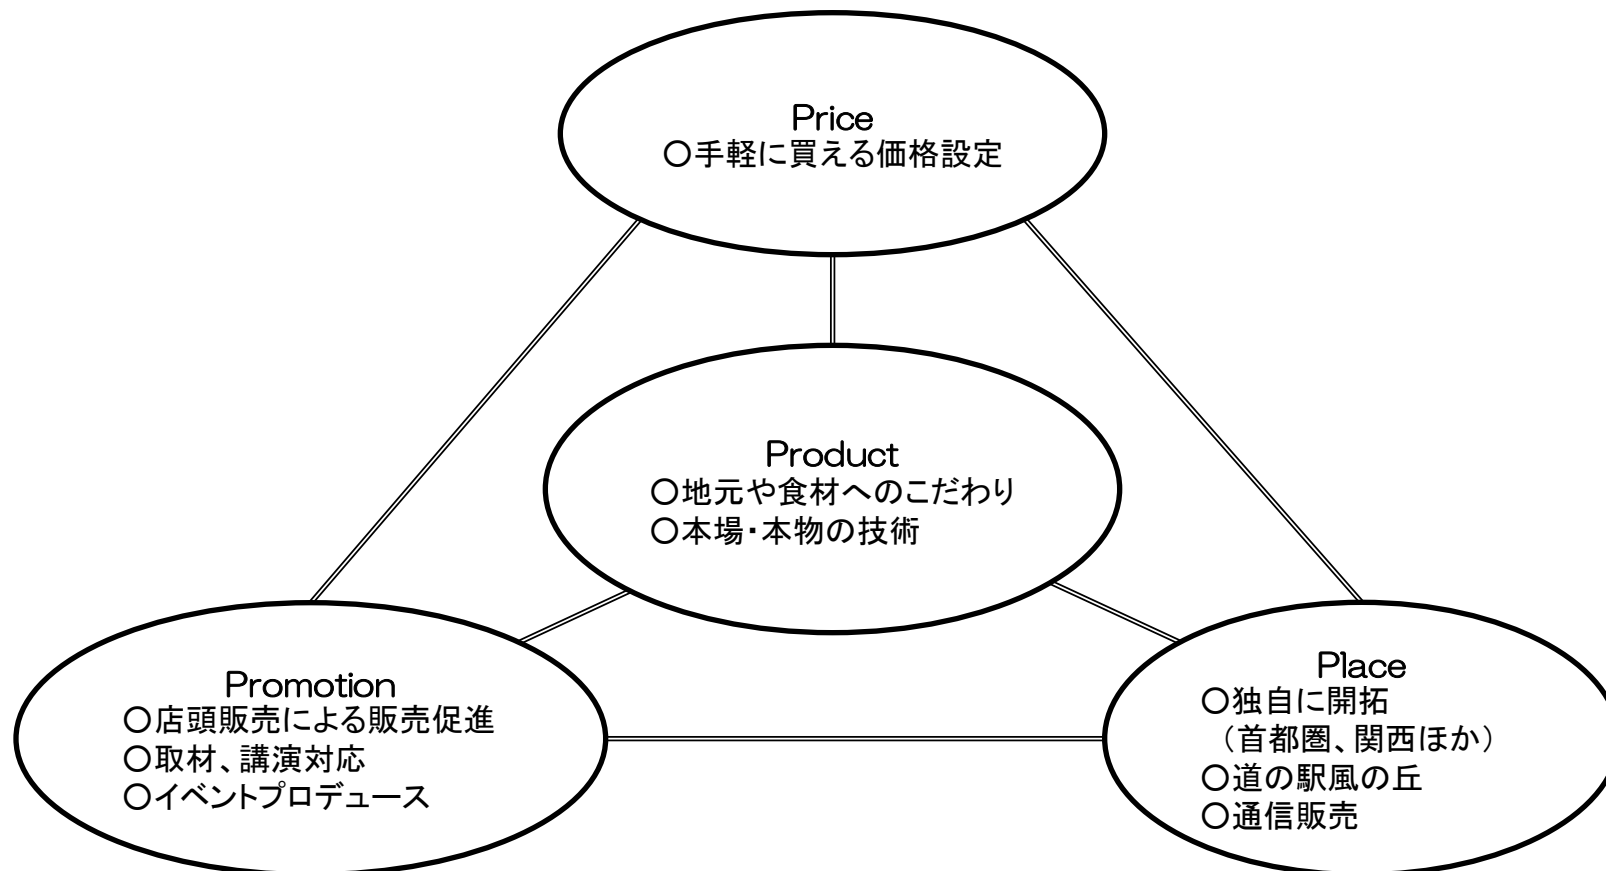 Price
○手軽に買える価格設定
Product
○地元や食材へのこだわり
○本場・本物の技術
Promotion
○店頭販売による販売促進
○取材、講演対応
○イベントプロデュース
Place
○独自に開拓
（首都圏、関西ほか）
○道の駅風の丘
○通信販売